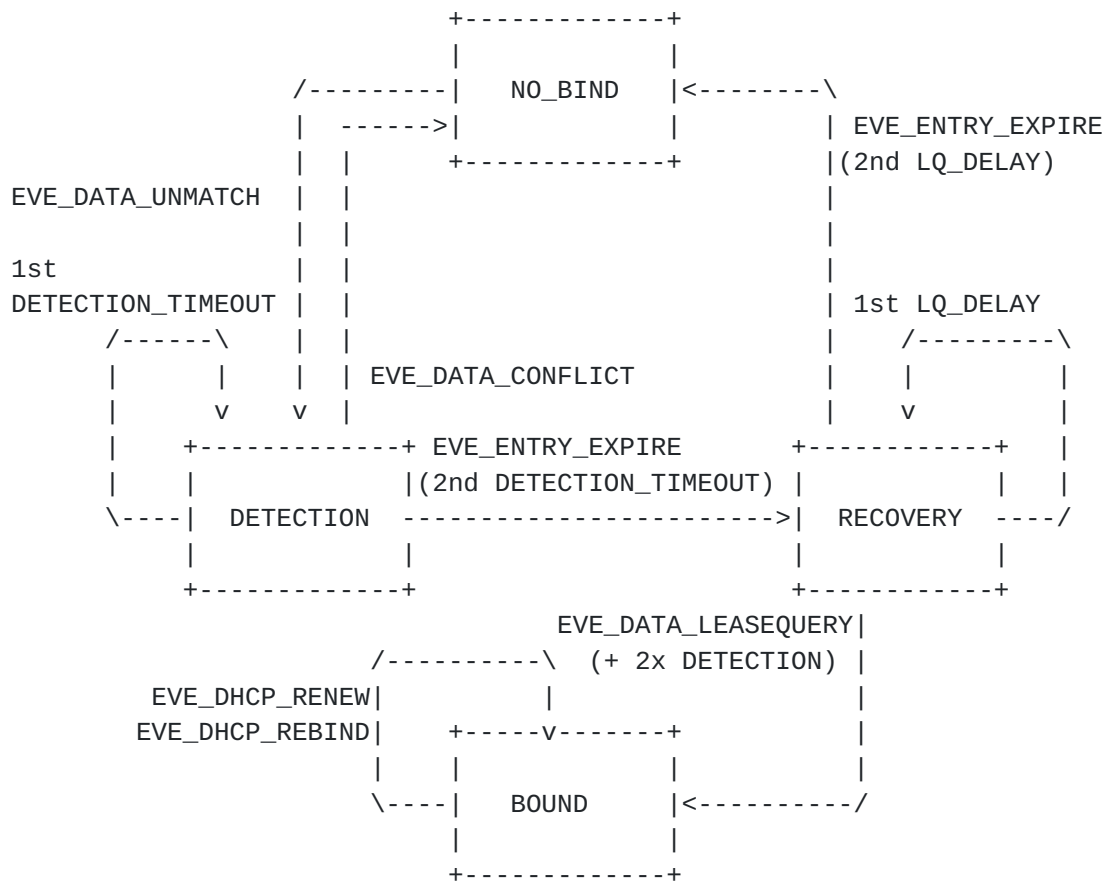 NO_BIND
EVE_ENTRY_EXPIRE
(2nd LQ_DELAY)
EVE_DATA_UNMATCH
1st
DETECTION_TIMEOUT
1st LQ_DELAY
EVE_DATA_CONFLICT
EVE_ENTRY_EXPIRE
(2nd DETECTION_TIMEOUT)
DETECTION
RECOVERY
EVE_DATA_LEASEQUERY
(+ 2x DETECTION)
EVE_DHCP_RENEW
EVE_DHCP_REBIND
BOUND